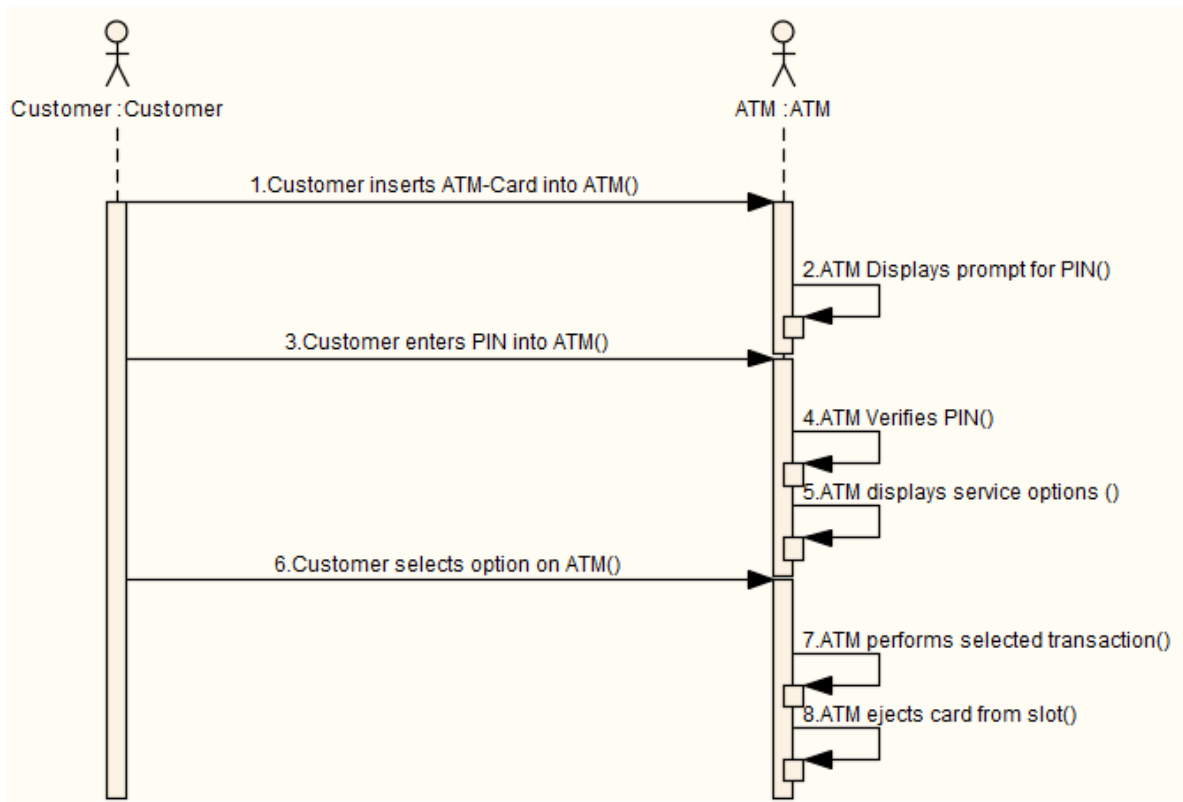 Customer :Customer
ATM :ATM
1.Customer inserts ATM-Card into ATM()
2.ATM Displays prompt for PIN()
3.Customer enters PIN into ATM()
4.ATM Verifies PIN()
5.ATM displays service options ()
6.Customer selects option on ATM()
7.ATM performs selected transaction()
8.ATM ejects card from slot()